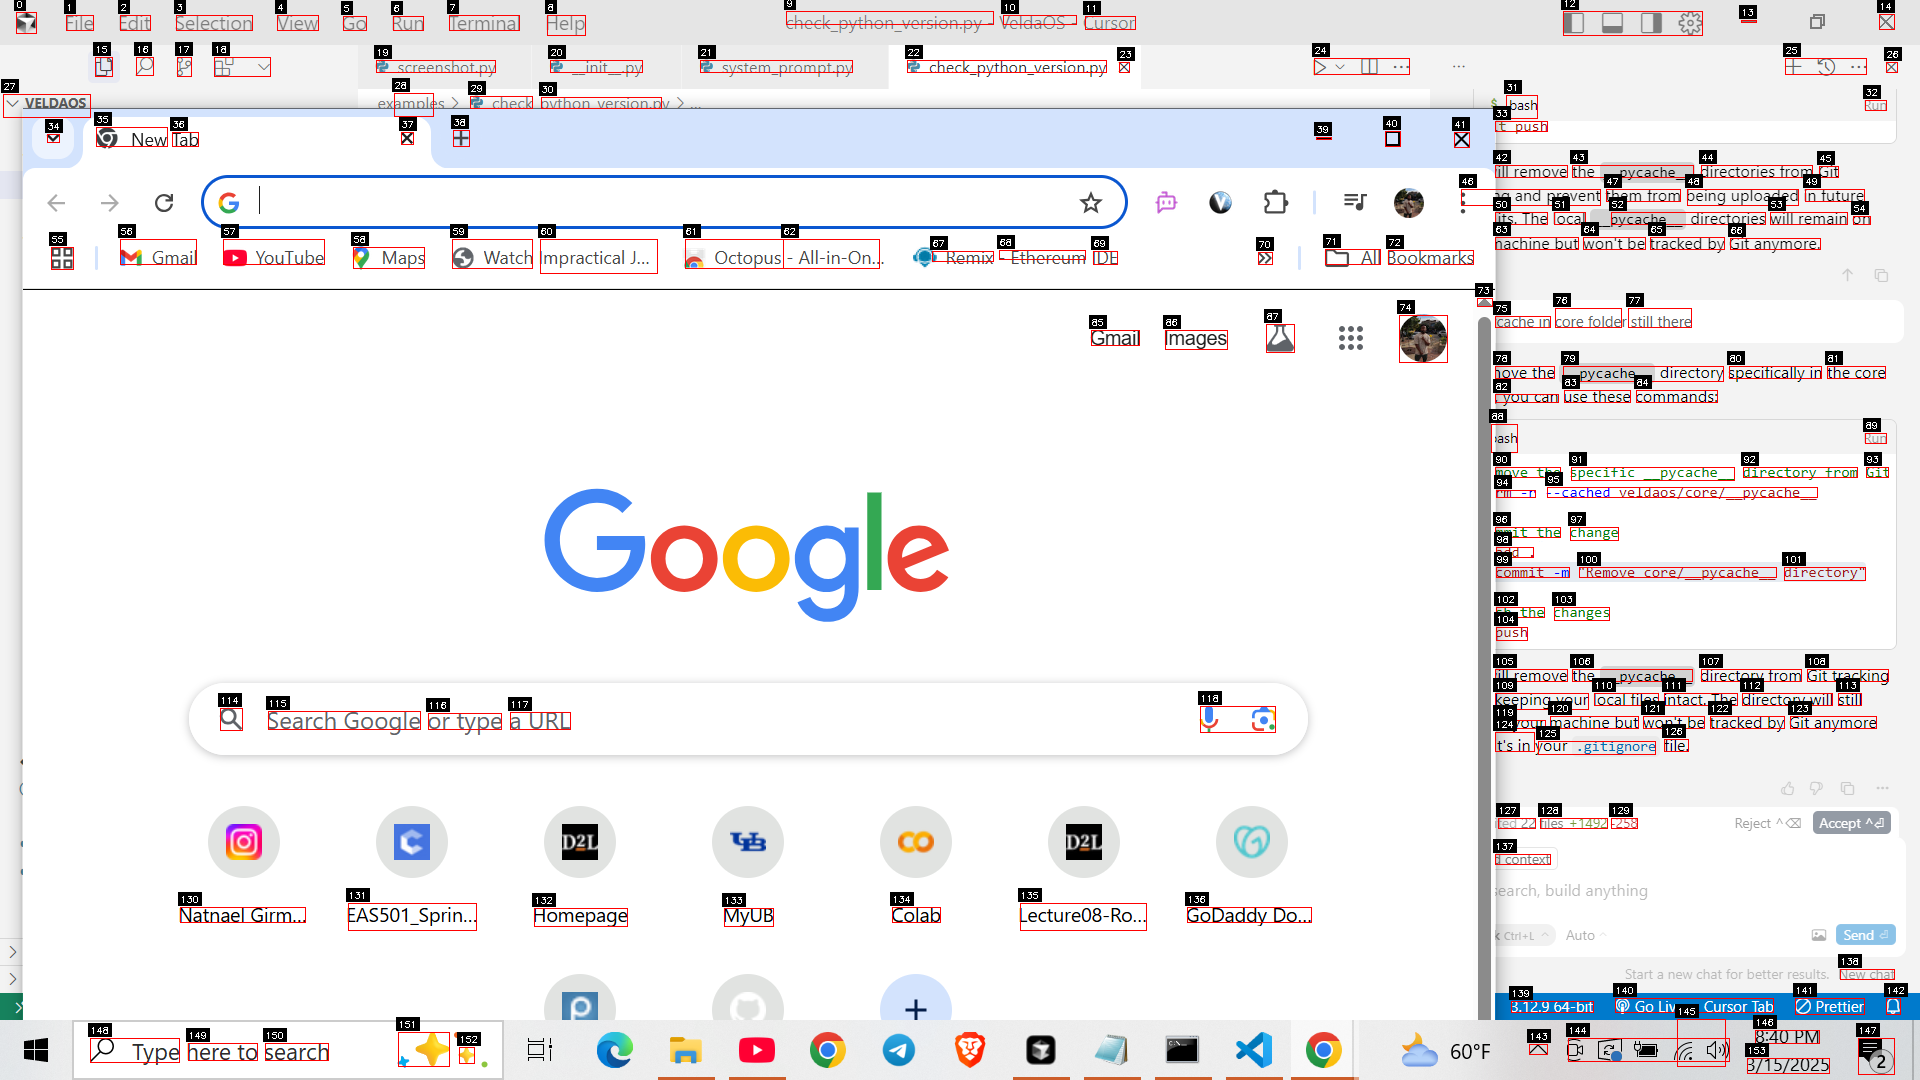 File Edit Selection View Go Run Terminal Help check_python_version.py - VeldaOS - Cursor
screenshot.py __init__.py system_prompt.py check_python_version.py
VELDAOS
examples > check_python_version.py > ...
bash Run
push
New Tab
will remove the __pycache__ directories from Git
and prevent them from being uploaded in future
The local __pycache__ directories will remain on
machine but won't be tracked by Git anymore.
Gmail YouTube Maps Watch Impractical J... Octopus - All-in-On... Remix - Ethereum IDE All Bookmarks
Gmail Images
cache in core folder still there
the __pycache__ directory specifically in the core
you can use these commands:
bash Run
the specific __pycache__ directory from Git
rm -r --cached veldaos/core/__pycache__
the change
add .
commit -m "Remove core/__pycache__ directory"
the changes
push
Google
will remove the __pycache__ directory from Git tracking
keeping your local files intact. The directory will still
your machine but won't be tracked by Git anymore
it's in your .gitignore file.
Search Google or type a URL
22 files +1492 -258 Reject ^⌫ Accept ^⏎
context
search, build anything
Ctrl+L ^ Auto Send ⏎
Natnael Girm... EAS501_Sprin... Homepage MyUB Colab Lecture08-Ro... GoDaddy Do...
Start a new chat for better results. New chat
3.12.9 64-bit Go Live Cursor Tab Prettier
Type here to search 60°F 8:40 PM
3/15/2025
2